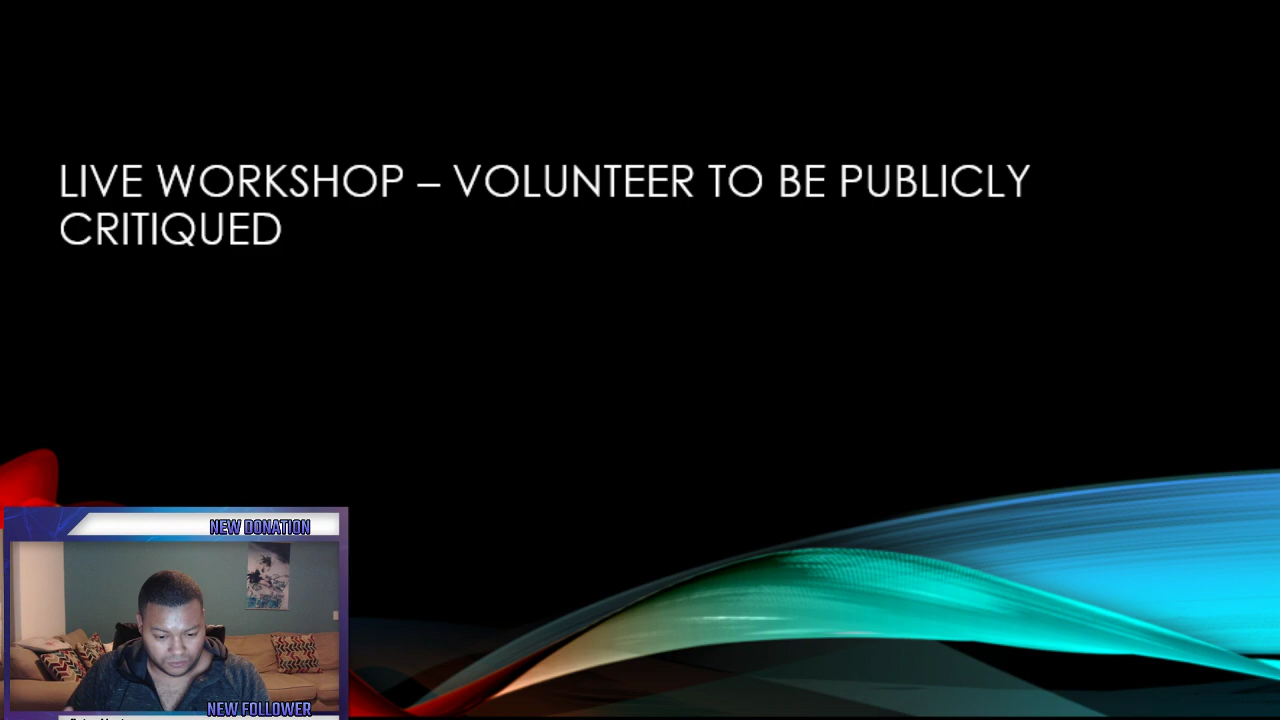 LIVE WORKSHOP – VOLUNTEER TO BE PUBLICLY
CRITIQUED
NEW DONATION
NEW FOLLOWER